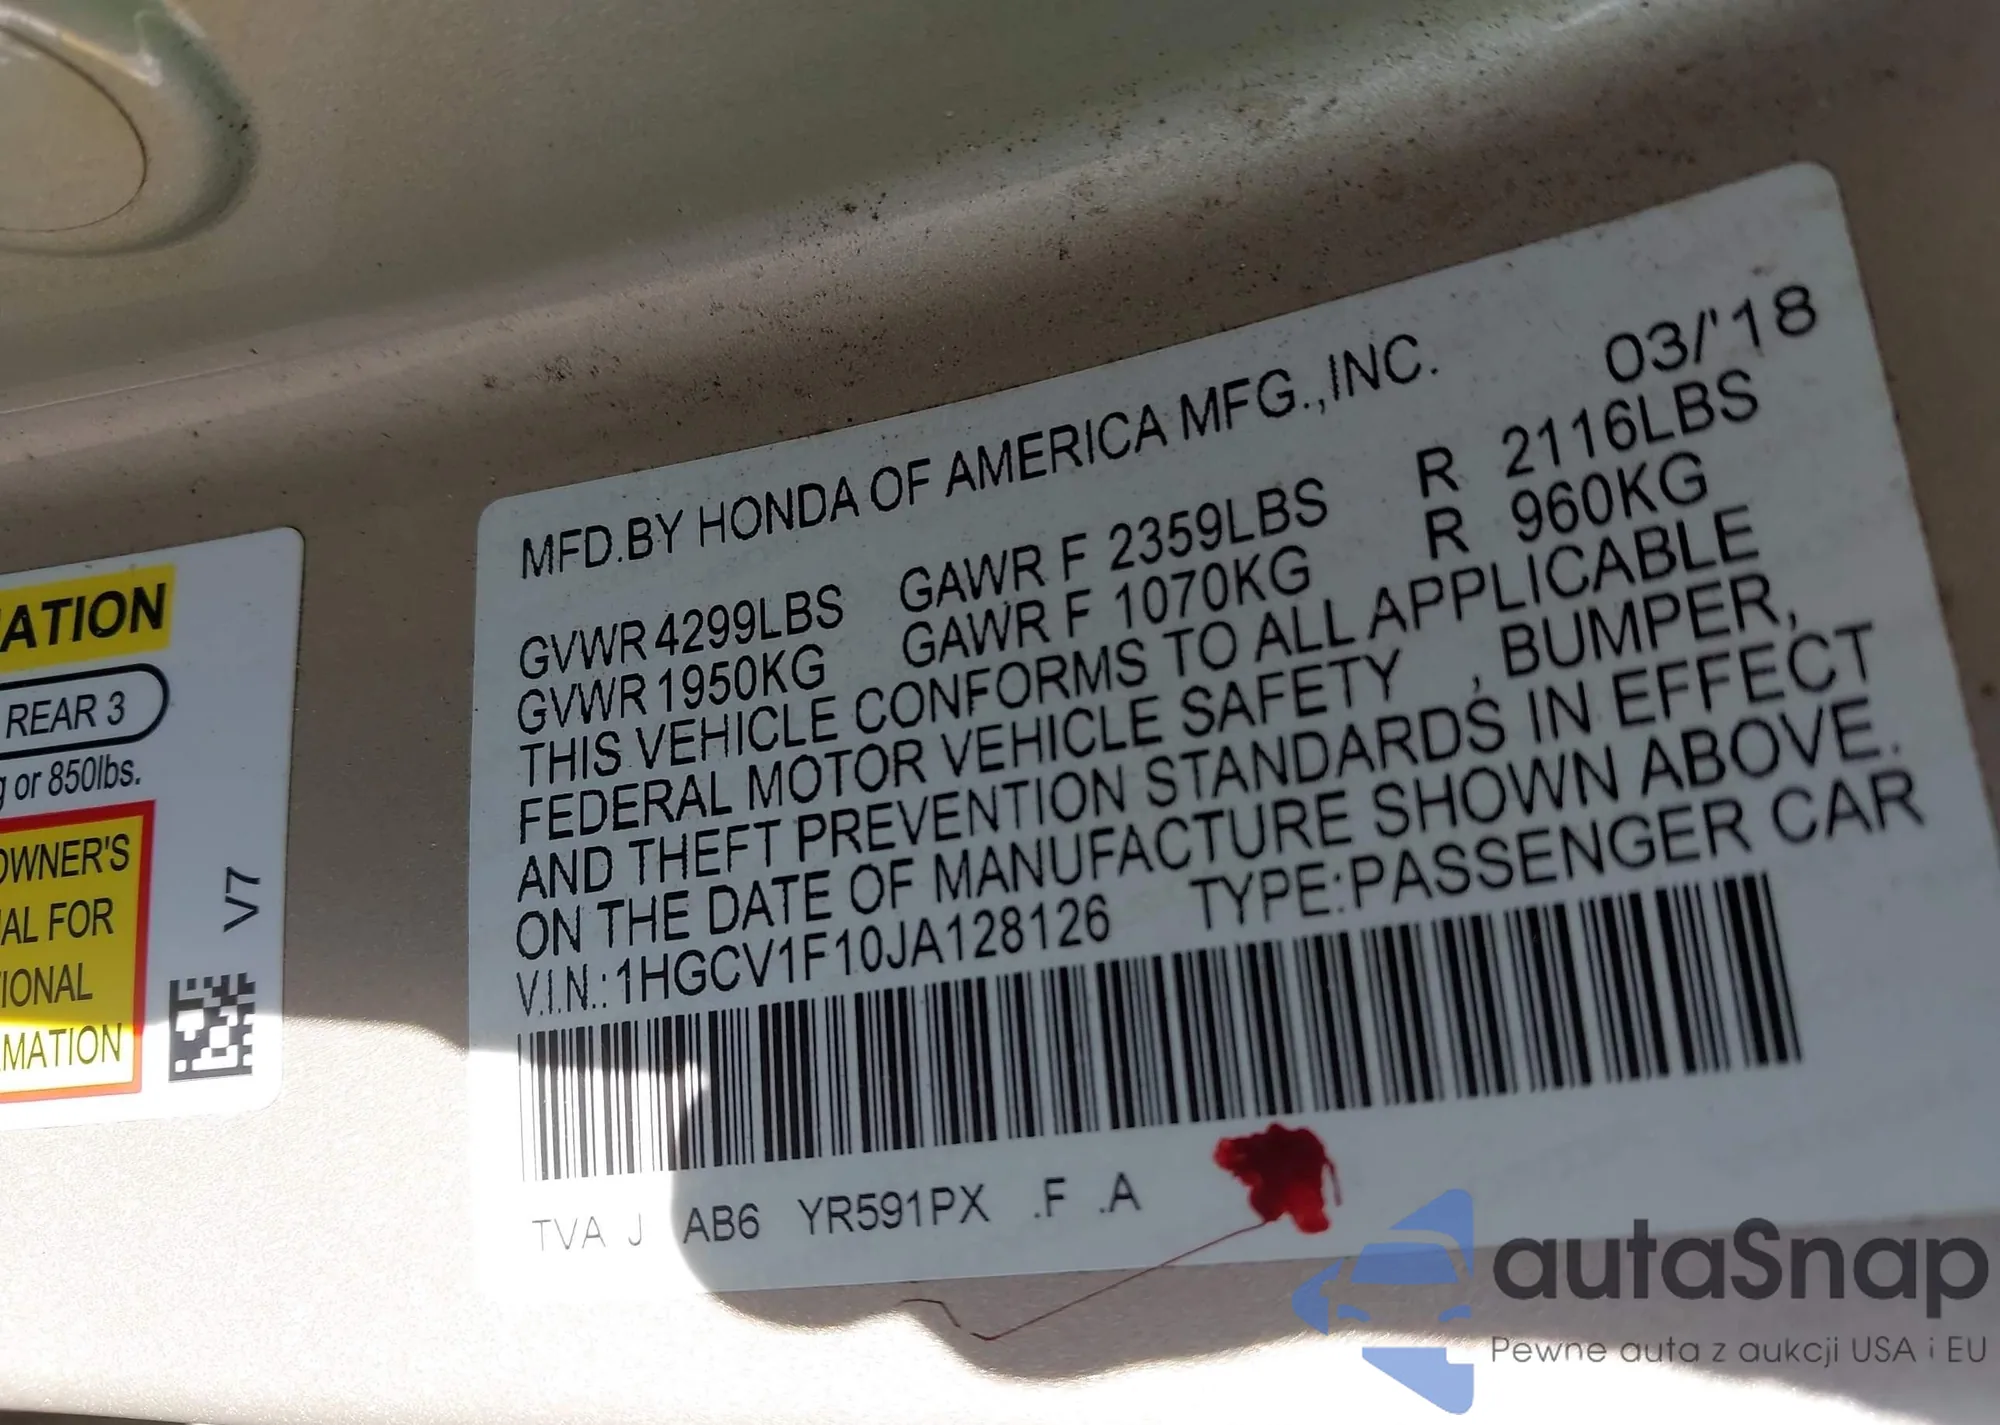 ATION
REAR 3
g or 850lbs.
OWNER'S
AL FOR
IONAL
MATION
V7
MFD.BY HONDA OF AMERICA MFG.,INC. 03/'18
GVWR 4299LBS GAWR F 2359LBS R 2116LBS
GVWR 1950KG GAWR F 1070KG R 960KG
THIS VEHICLE CONFORMS TO ALL APPLICABLE
FEDERAL MOTOR VEHICLE SAFETY , BUMPER,
AND THEFT PREVENTION STANDARDS IN EFFECT
ON THE DATE OF MANUFACTURE SHOWN ABOVE.
V.I.N.: 1HGCV1F10JA128126 TYPE:PASSENGER CAR
TVA J AB6 YR591PX .F .A
autaSnap
Pewne auta z aukcji USA i EU